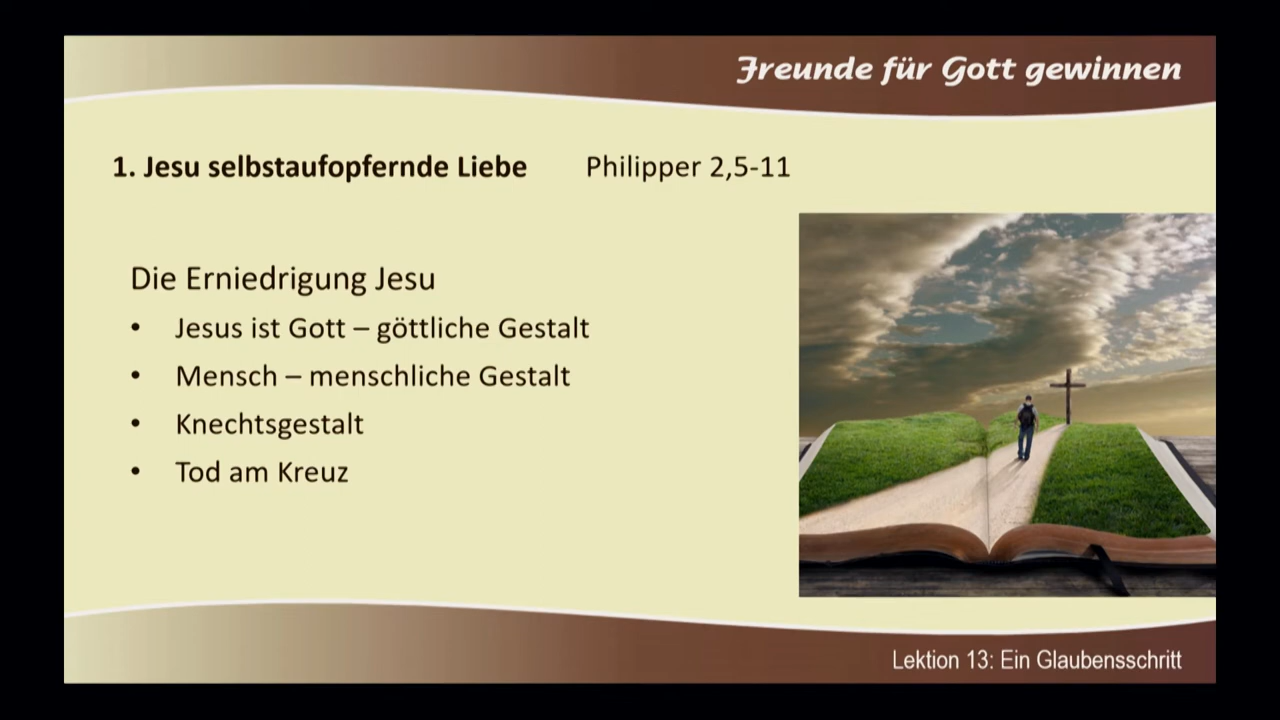 Freunde für Gott gewinnen
1. Jesu selbstaufopfernde Liebe Philipper 2,5-11
Die Erniedrigung Jesu
• Jesus ist Gott – göttliche Gestalt
• Mensch – menschliche Gestalt
• Knechtsgestalt
• Tod am Kreuz
Lektion 13: Ein Glaubensschritt